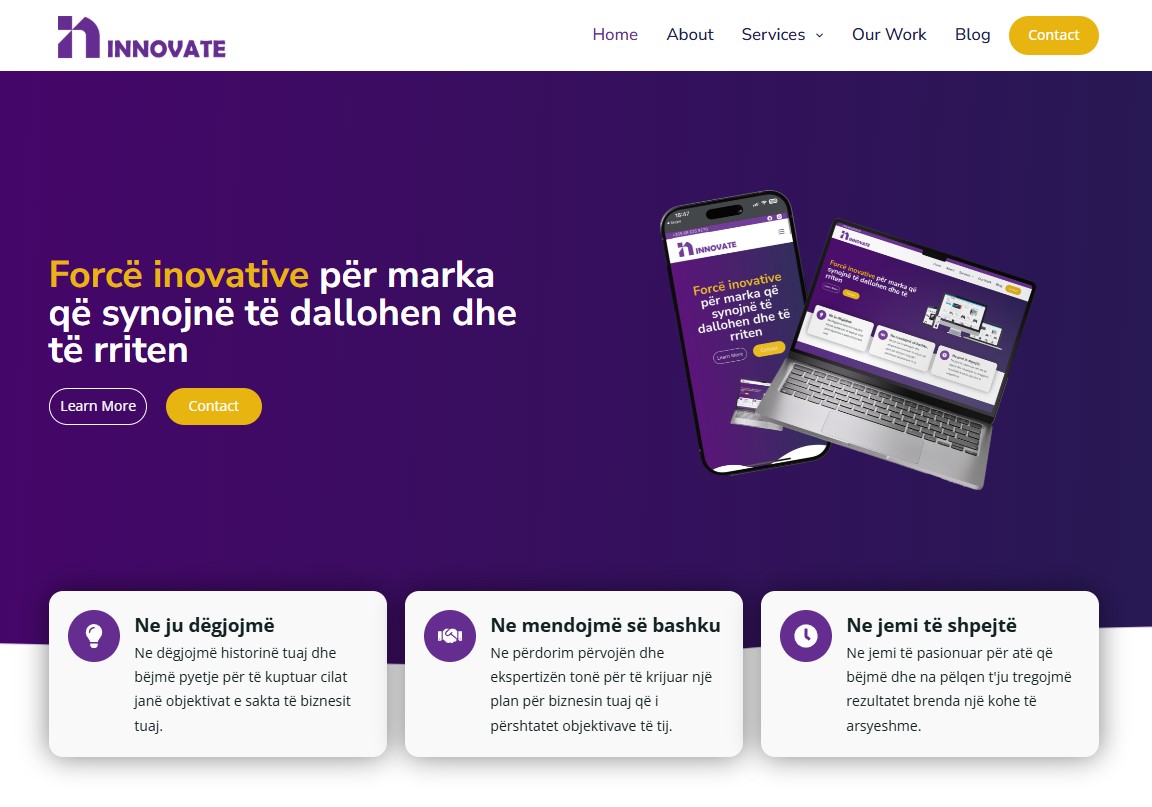 INNOVATE
Home About Services Our Work Blog Contact
Forcë inovative për marka
që synojnë të dallohen dhe
të rriten
Learn More Contact
10:47
INNOVATE
Forcë inovative
për marka që
synojnë të
dallohen dhe të
rriten
Learn More Contact
INNOVATE
Forcë inovative për marka që
synojnë të dallohen dhe të
rriten
Ne ju dëgjojmë
Ne dëgjojmë historinë tuaj dhe
bëjmë pyetje për të kuptuar cilat
janë objektivat e sakta të biznesit
tuaj.
Ne mendojmë së bashku
Ne përdorim përvojën dhe
ekspertizën tonë për të krijuar një
plan për biznesin tuaj që i
përshtatet objektivave të tij.
Ne jemi të shpejtë
Ne jemi të pasionuar për atë që
bëjmë dhe na pëlqen t'ju tregojmë
rezultatet brenda një kohe të
arsyeshme.